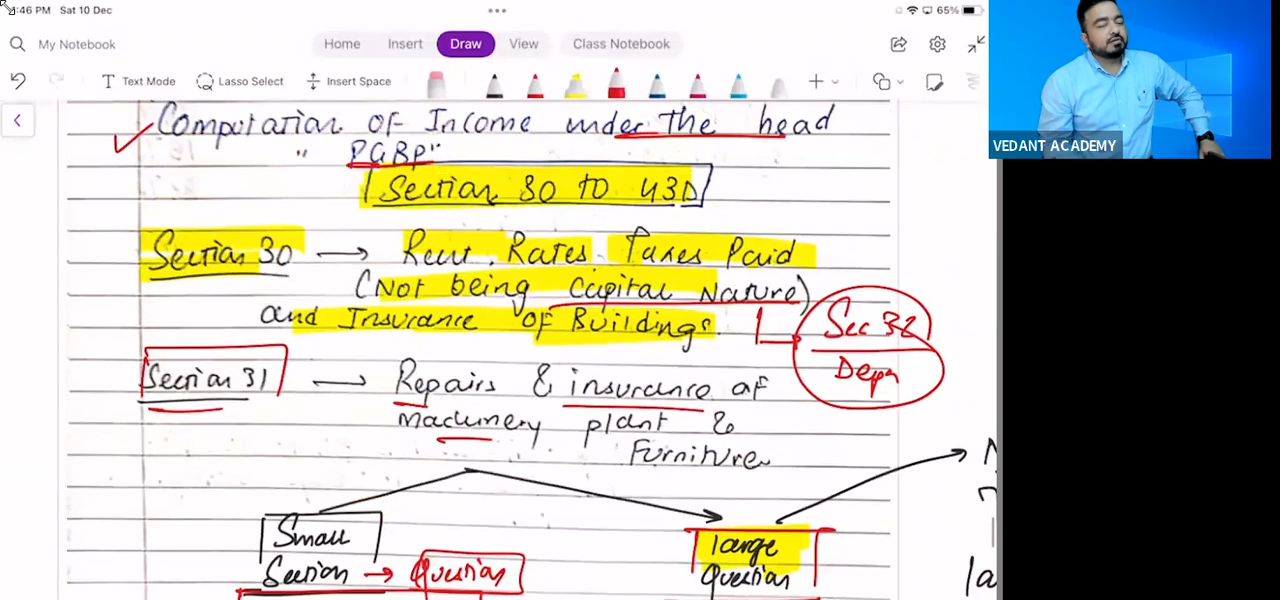 :46 PM Sat 10 Dec
65%
My Notebook
Home Insert Draw View Class Notebook
Text Mode Lasso Select Insert Space
VEDANT ACADEMY
Computation OF Income under the head
" PGBP"
Section 30 to 43D
Section 30 → Rent, Rates, Taxes Paid
(Not being Capital Nature)
and Insurance OF Buildings.
Sec 32
Depn
Section 31 → Repairs & insurance of
Machinery plant &
Furniture
Small
Section → Question
large
Question